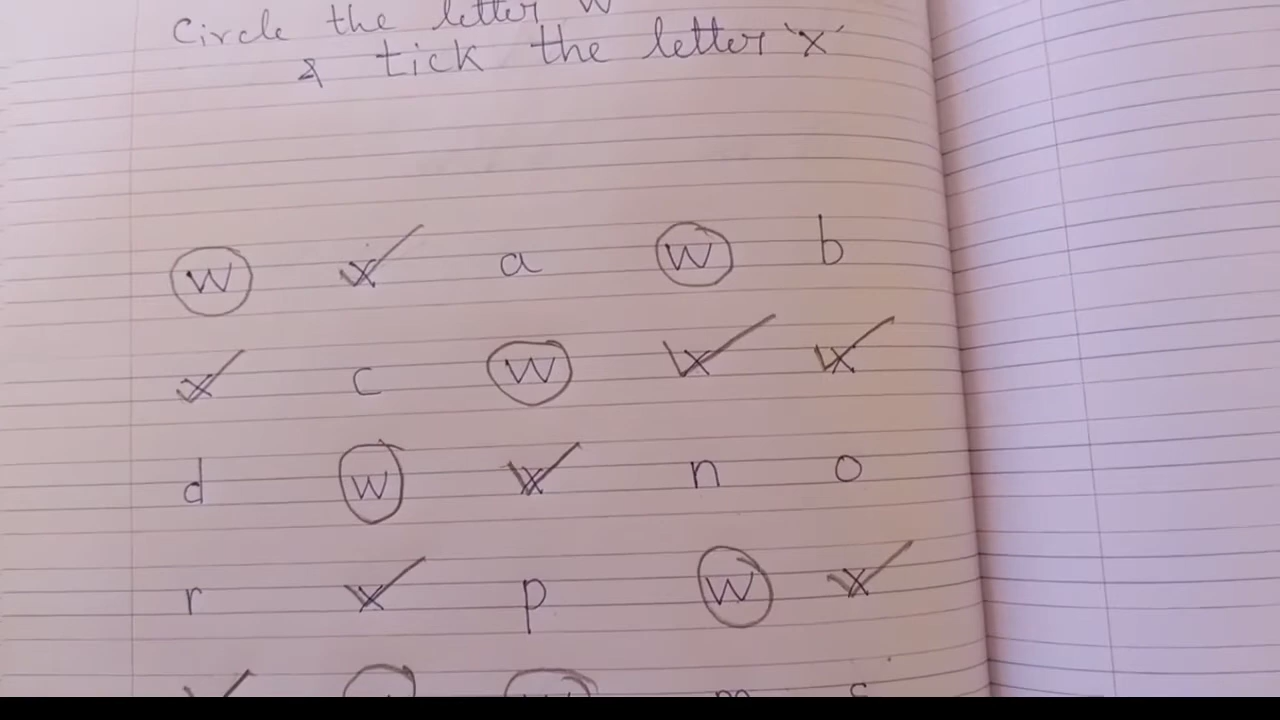 Circle the letter W
& tick the letter 'x'
w x a w b
x c w x x
d w x n o
r x p w x